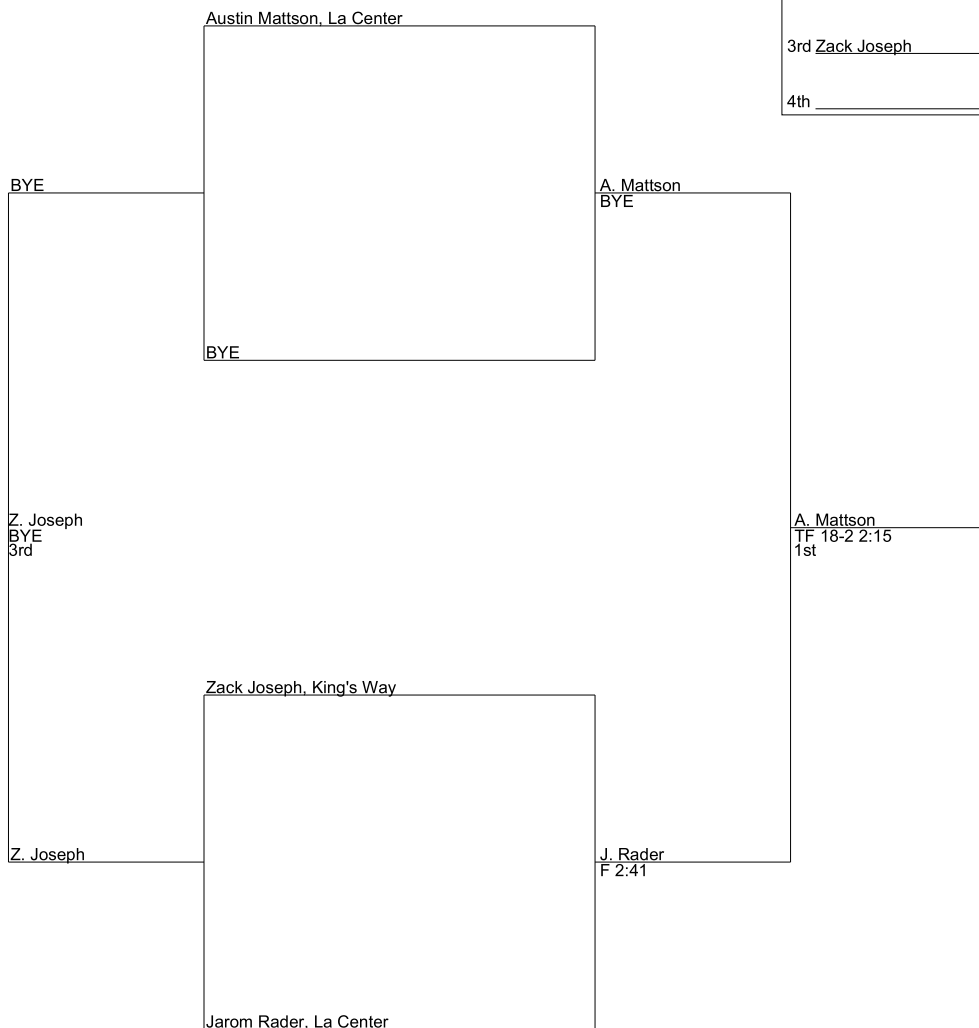 Austin Mattson, La Center
3rd Zack Joseph
4th
BYE
A. Mattson
BYE
BYE
Z. Joseph
BYE
3rd
A. Mattson
TF 18-2 2:15
1st
Zack Joseph, King's Way
Z. Joseph
J. Rader
F 2:41
Jarom Rader, La Center